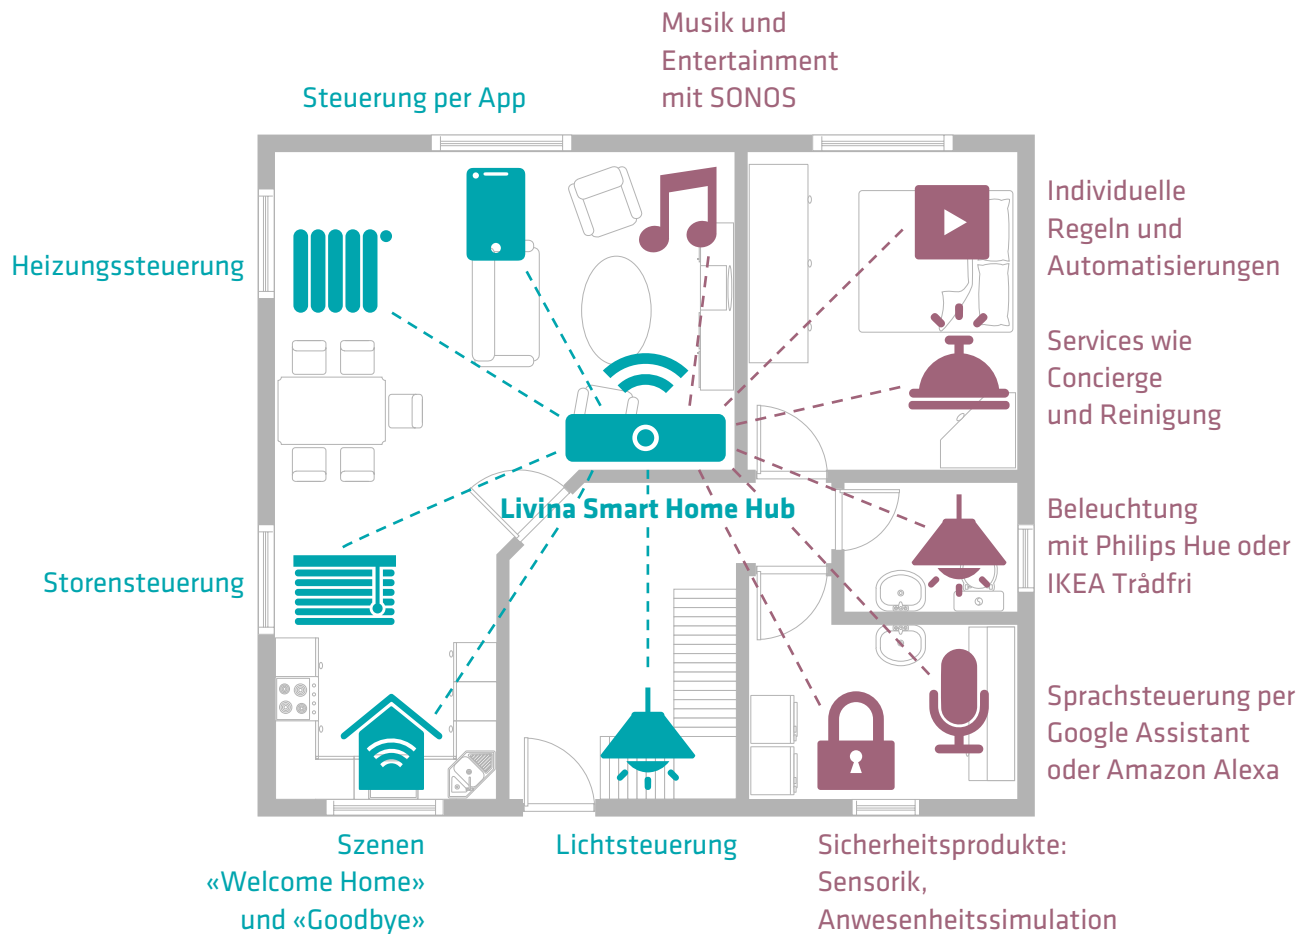 Musik und
Entertainment
mit SONOS
Steuerung per App
Individuelle
Regeln und
Automatisierungen
Heizungssteuerung
Services wie
Concierge
und Reinigung
Livina Smart Home Hub
Beleuchtung
mit Philips Hue oder
IKEA Trådfri
Storensteuerung
Sprachsteuerung per
Google Assistant
oder Amazon Alexa
Szenen
«Welcome Home»
und «Goodbye»
Lichtsteuerung
Sicherheitsprodukte:
Sensorik,
Anwesenheitssimulation